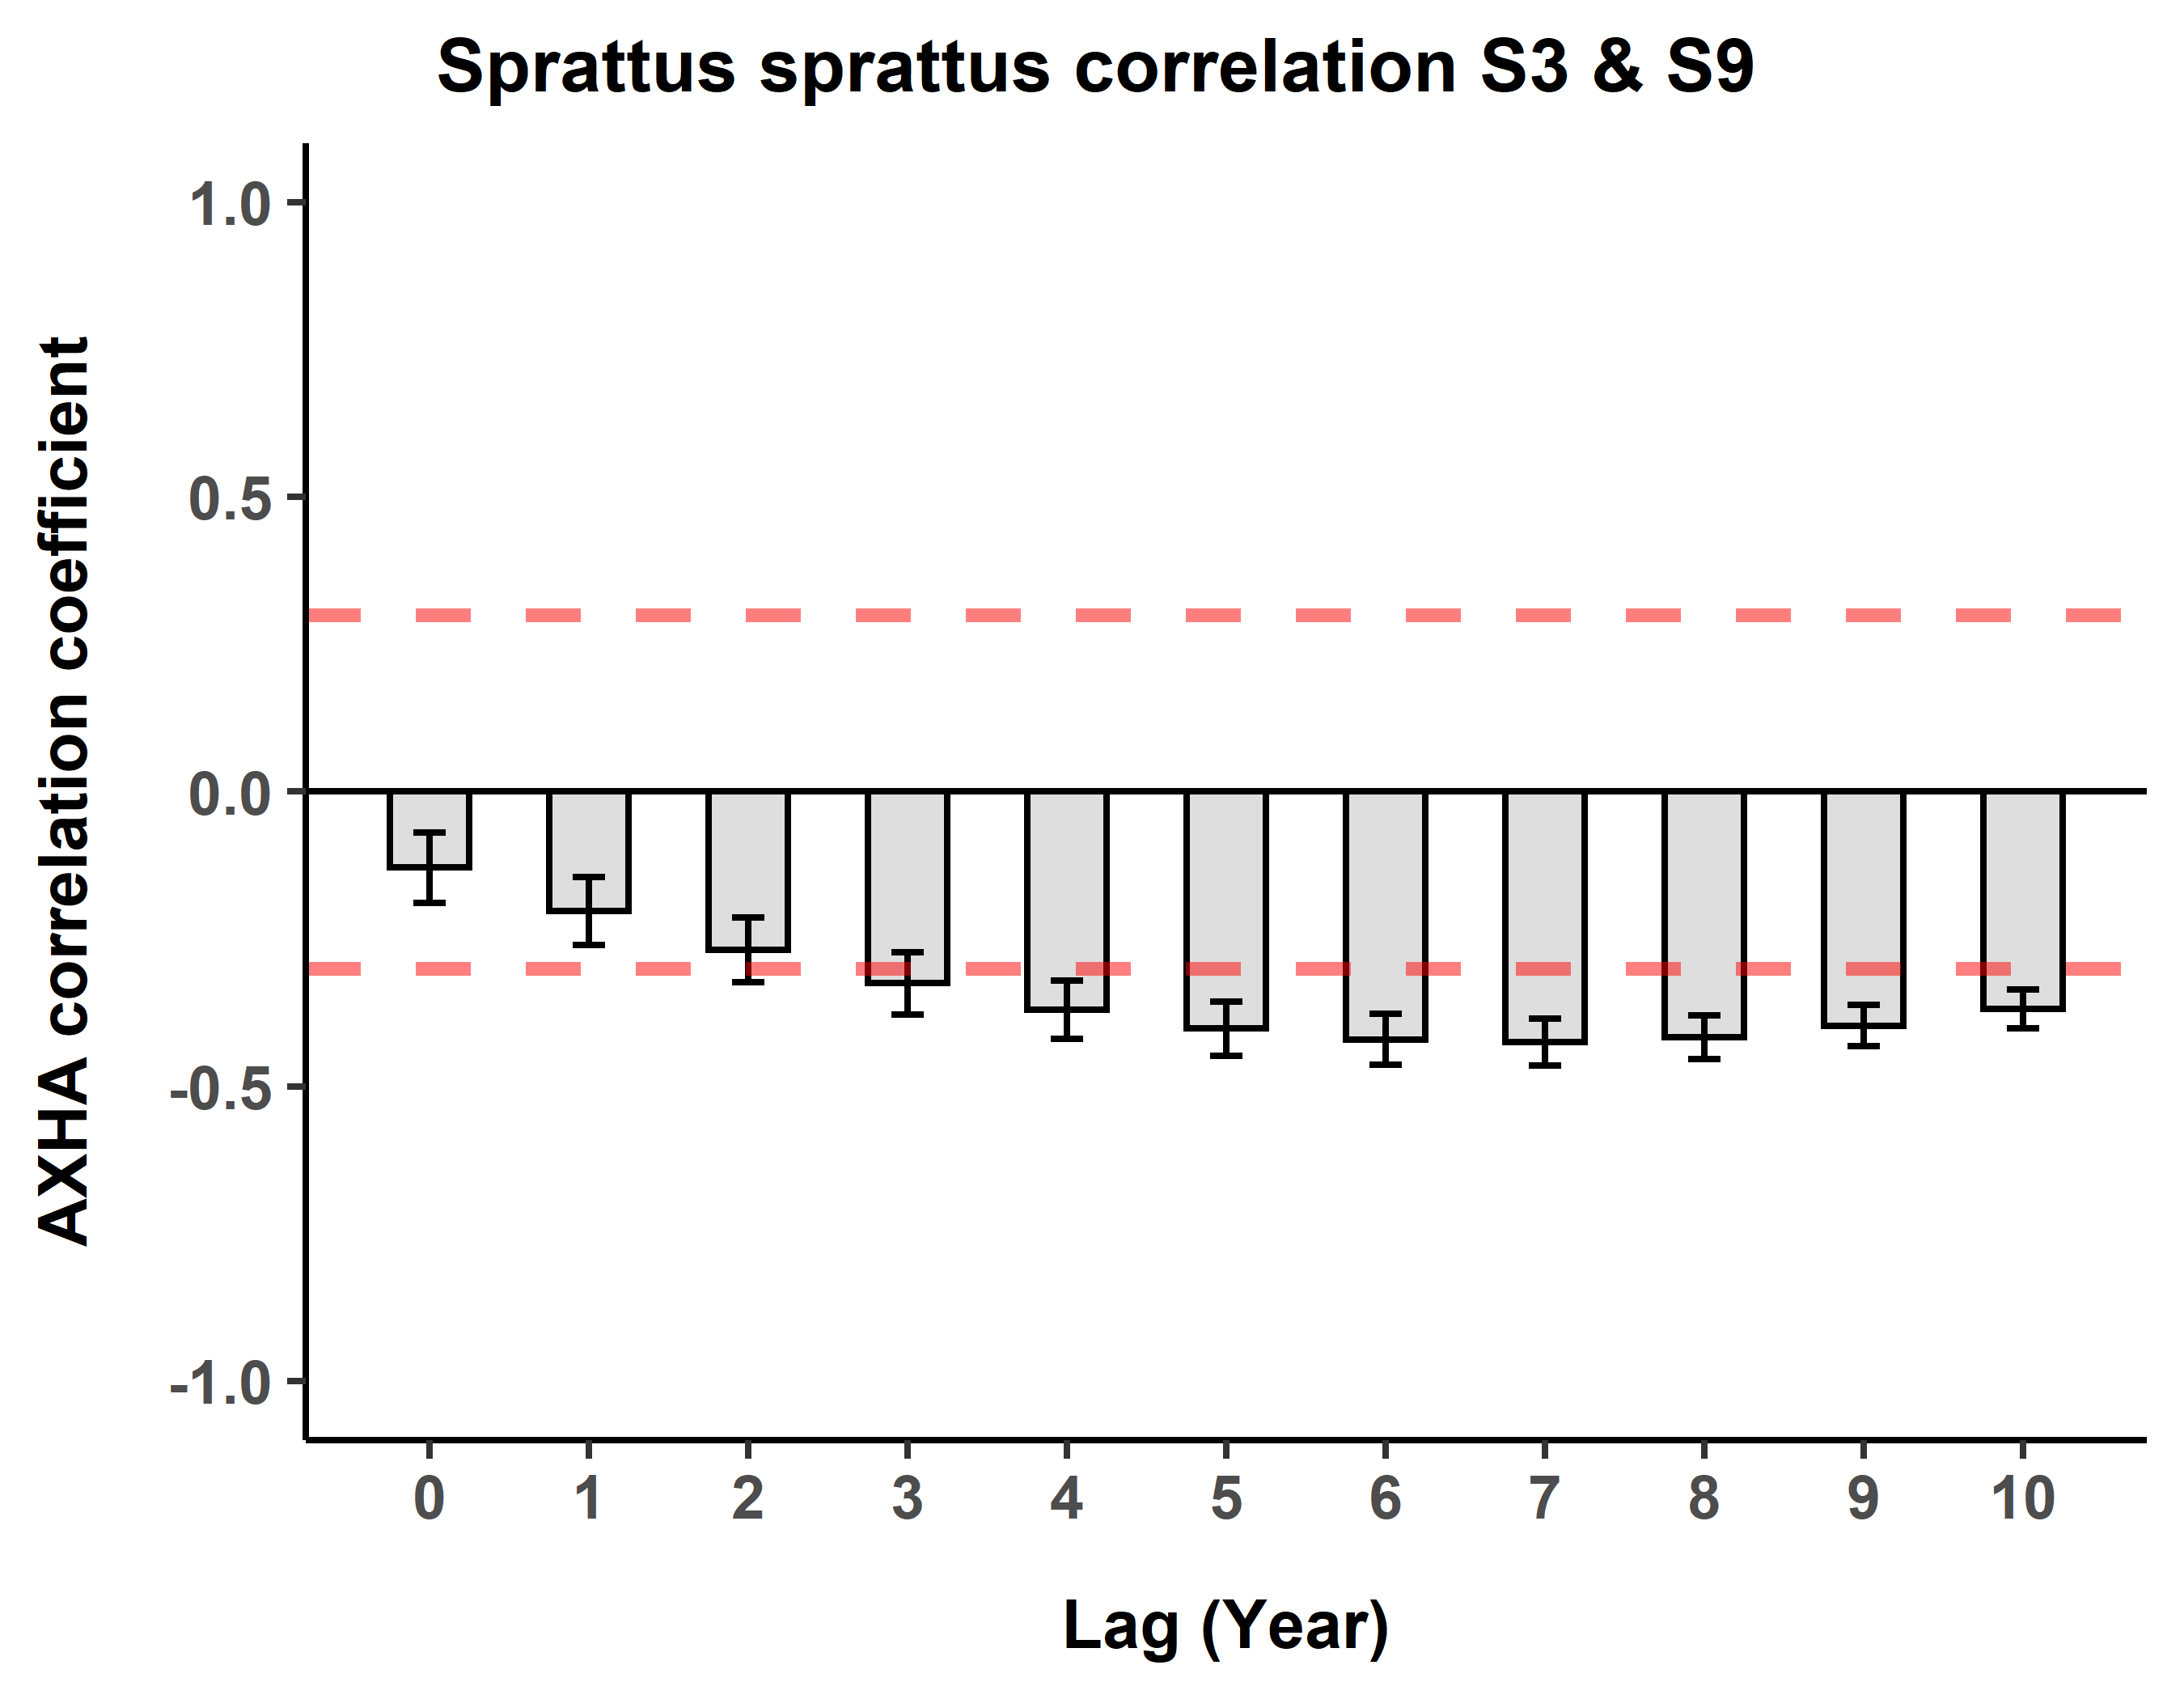 Sprattus sprattus correlation S3 & S9
AXHA correlation coefficient
1.0
0.5
0.0
-0.5
-1.0
0 1 2 3 4 5 6 7 8 9 10
Lag (Year)